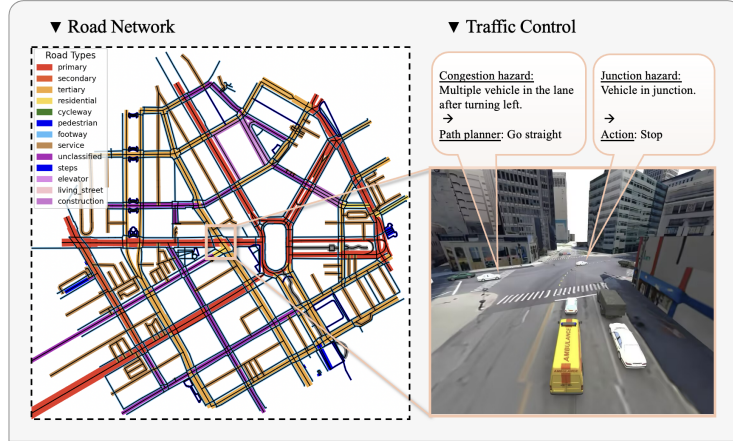 ▼ Road Network
Road Types
primary
secondary
tertiary
residential
cycleway
pedestrian
footway
service
unclassified
steps
elevator
living_street
construction
▼ Traffic Control
Congestion hazard:
Multiple vehicle in the lane
after turning left.
→
Path planner: Go straight
Junction hazard:
Vehicle in junction.
→
Action: Stop
AMBULANCE